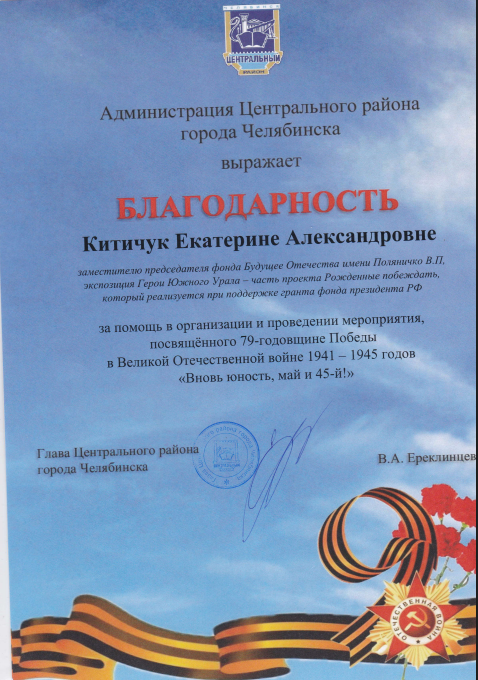 ЧЕЛЯБИНСК
ЦЕНТРАЛЬНЫЙ
Администрация Центрального района
города Челябинска
выражает
БЛАГОДАРНОСТЬ
Китичук Екатерине Александровне
заместителю председателя фонда Будущее Отечества имени Поляничко В.П,
экспозиция Герои Южного Урала – часть проекта Рожденные побеждать,
который реализуется при поддержке гранта фонда президента РФ
за помощь в организации и проведении мероприятия,
посвящённого 79-годовщине Победы
в Великой Отечественной войне 1941 – 1945 годов
«Вновь юность, май и 45-й!»
Глава Центрального района
города Челябинска
В.А. Ереклинцев
ОТЕЧЕСТВЕННАЯ ВОЙНА